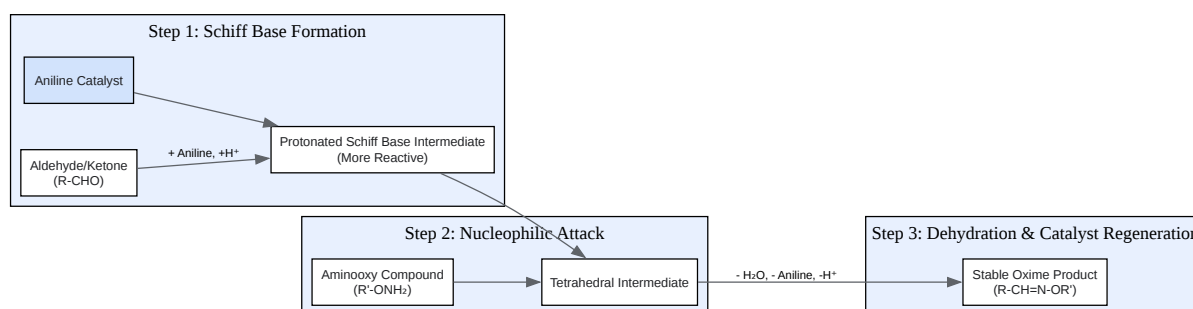 Step 1: Schiff Base Formation
Aniline Catalyst
Aldehyde/Ketone
(R-CHO)
+ Aniline, +H⁺
Protonated Schiff Base Intermediate
(More Reactive)
Step 2: Nucleophilic Attack
Aminooxy Compound
(R'-ONH₂)
Tetrahedral Intermediate
- H₂O, - Aniline, -H⁺
Step 3: Dehydration & Catalyst Regeneration
Stable Oxime Product
(R-CH=N-OR')